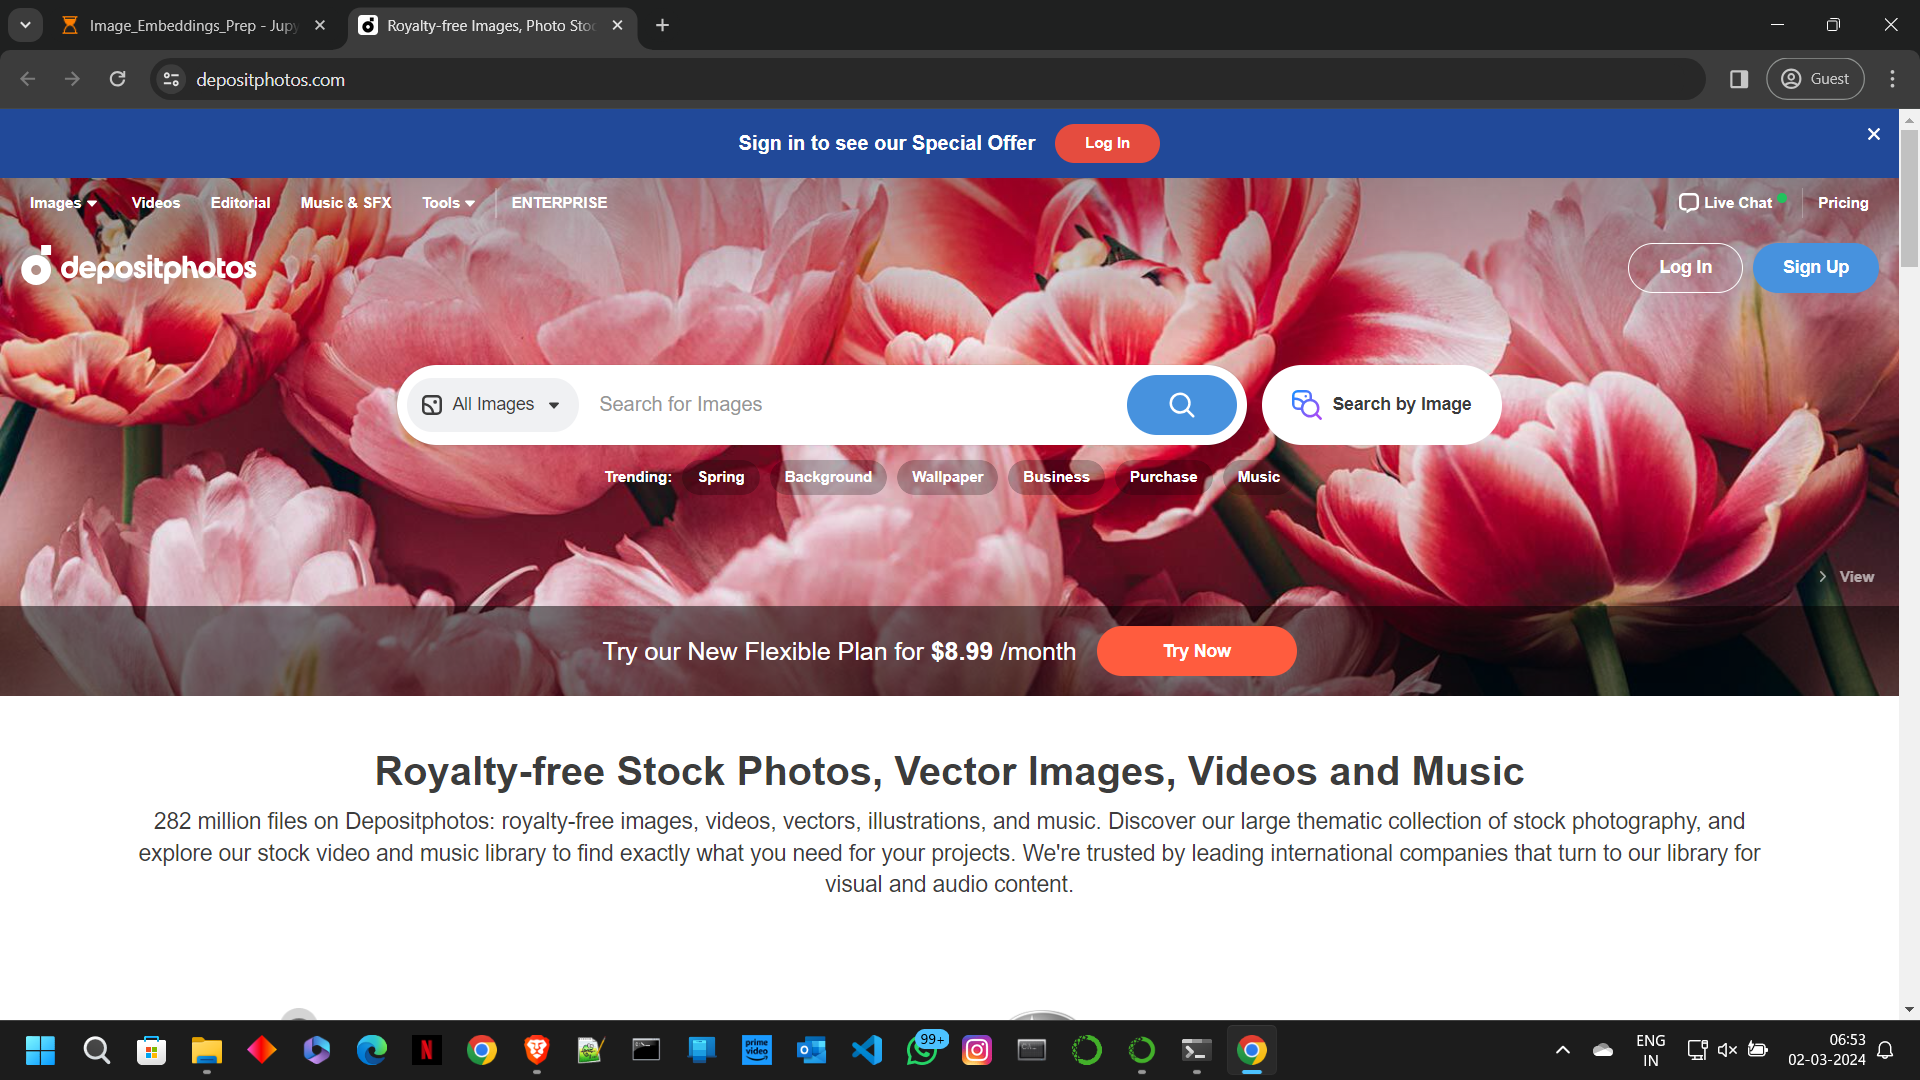 Image_Embeddings_Prep - Jupy
Royalty-free Images, Photo Stoc
depositphotos.com
Guest
Sign in to see our Special Offer
Log In
Images
Videos
Editorial
Music & SFX
Tools
ENTERPRISE
Live Chat
Pricing
depositphotos
Log In
Sign Up
All Images
Search for Images
Search by Image
Trending:
Spring
Background
Wallpaper
Business
Purchase
Music
View
Try our New Flexible Plan for $8.99 /month
Try Now
Royalty-free Stock Photos, Vector Images, Videos and Music
282 million files on Depositphotos: royalty-free images, videos, vectors, illustrations, and music. Discover our large thematic collection of stock photography, and
explore our stock video and music library to find exactly what you need for your projects. We're trusted by leading international companies that turn to our library for
visual and audio content.
N
prime
video
99+
ENG
IN
06:53
02-03-2024